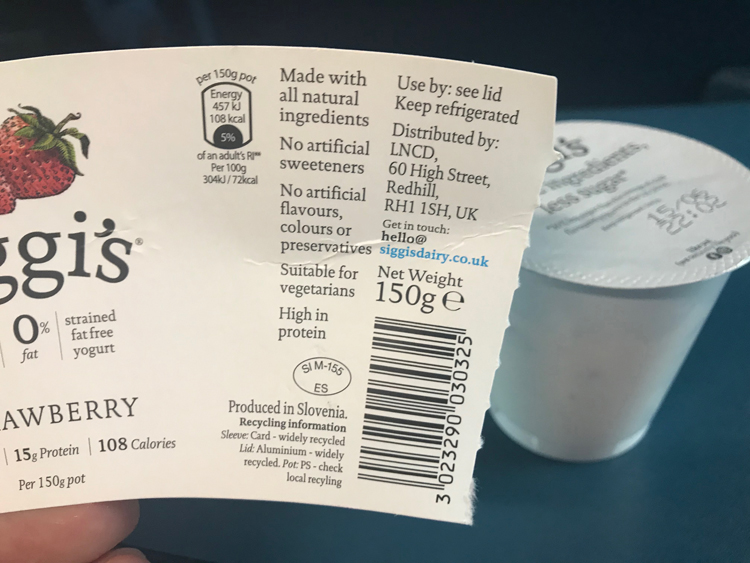 ggi's®
0% fat
strained
fat free
yogurt
AWBERRY
15g Protein | 108 Calories
Per 150g pot
per 150g pot
Energy
457 kJ
108 kcal
5%
of an adult's RI**
Per 100g
304kJ/72kcal
Made with
all natural
ingredients
No artificial
sweeteners
No artificial
flavours,
colours or
preservatives
Suitable for
vegetarians
High in
protein
SI M-155
ES
Produced in Slovenia.
Recycling information
Sleeve: Card - widely recycled
Lid: Aluminium - widely
recycled. Pot: PS - check
local recyling
Use by: see lid
Keep refrigerated
Distributed by:
LNCD,
60 High Street,
Redhill,
RH1 1SH, UK
Get in touch:
hello@
siggisdairy.co.uk
Net Weight
150g e
3 023290 030325
ingredients,
less sugar